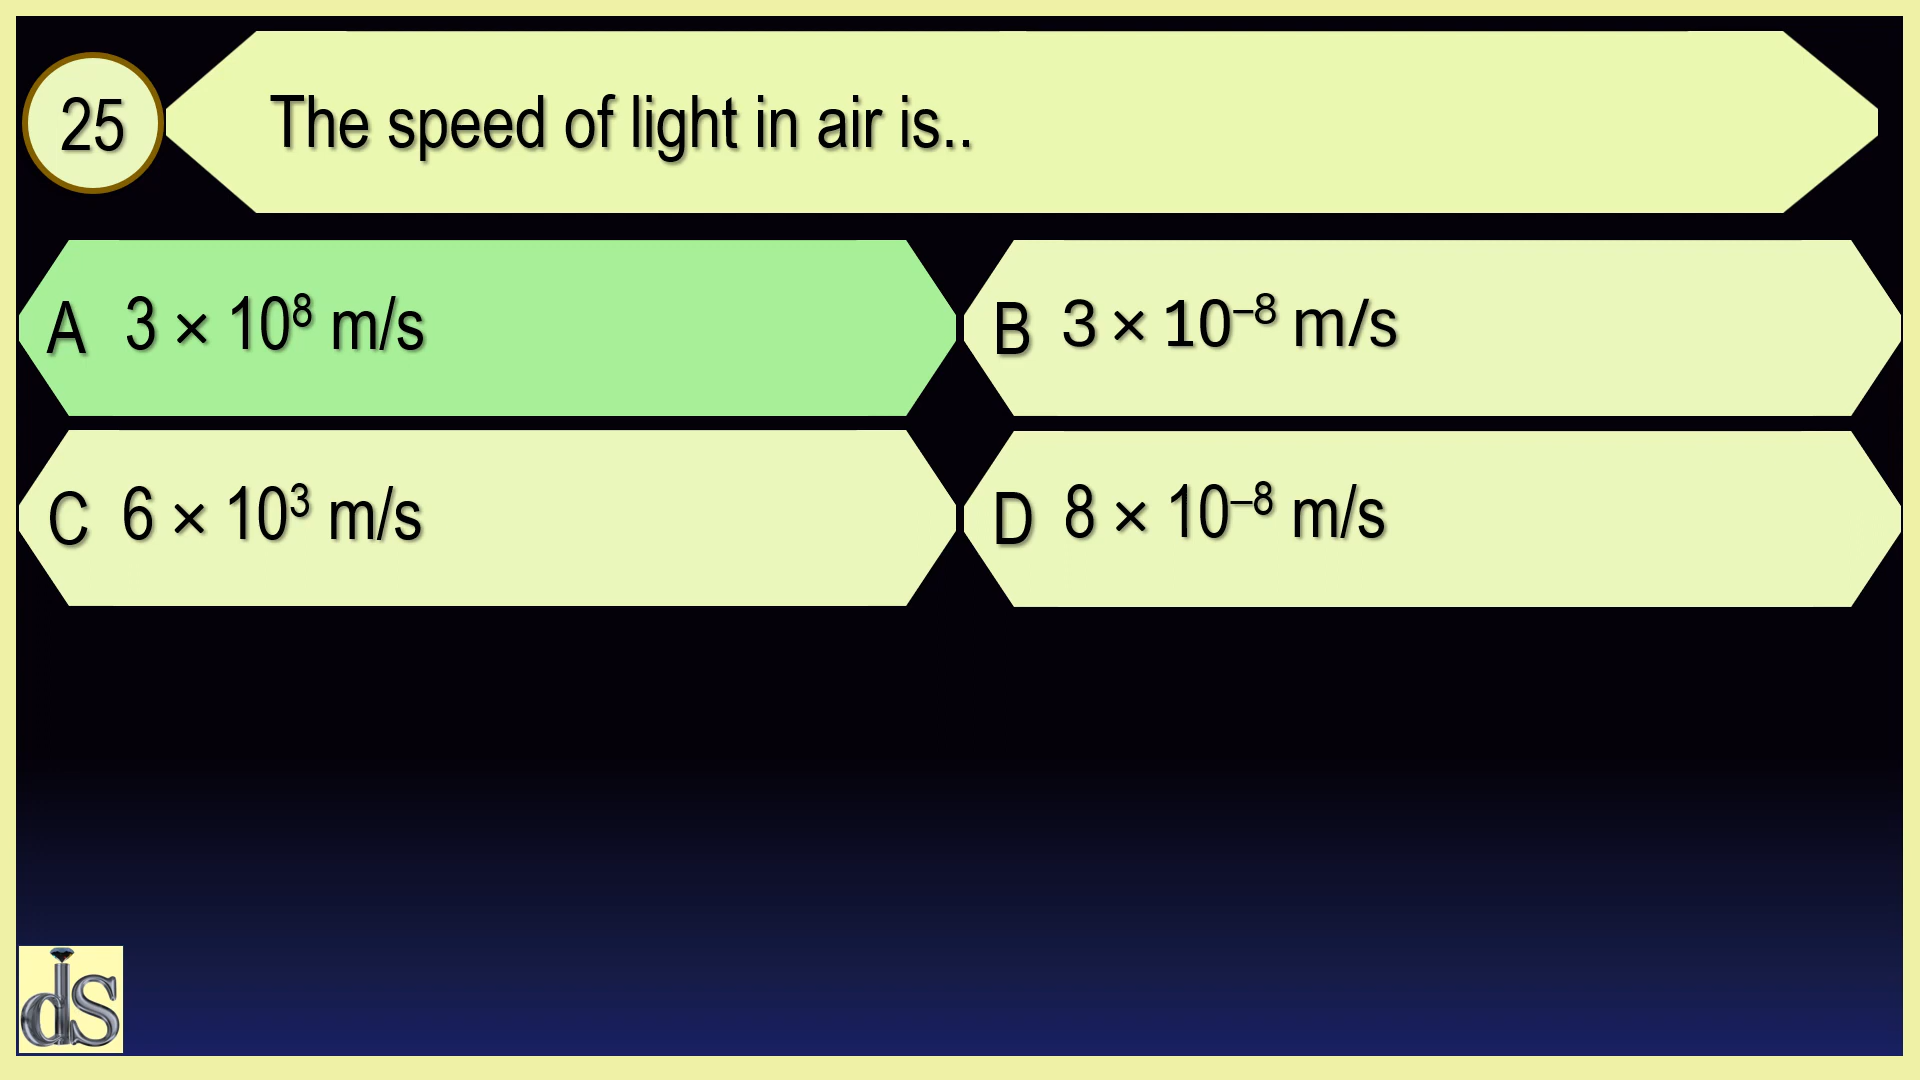 25
The speed of light in air is..
A 3 × 10⁸ m/s
B 3 × 10⁻⁸ m/s
C 6 × 10³ m/s
D 8 × 10⁻⁸ m/s
ds